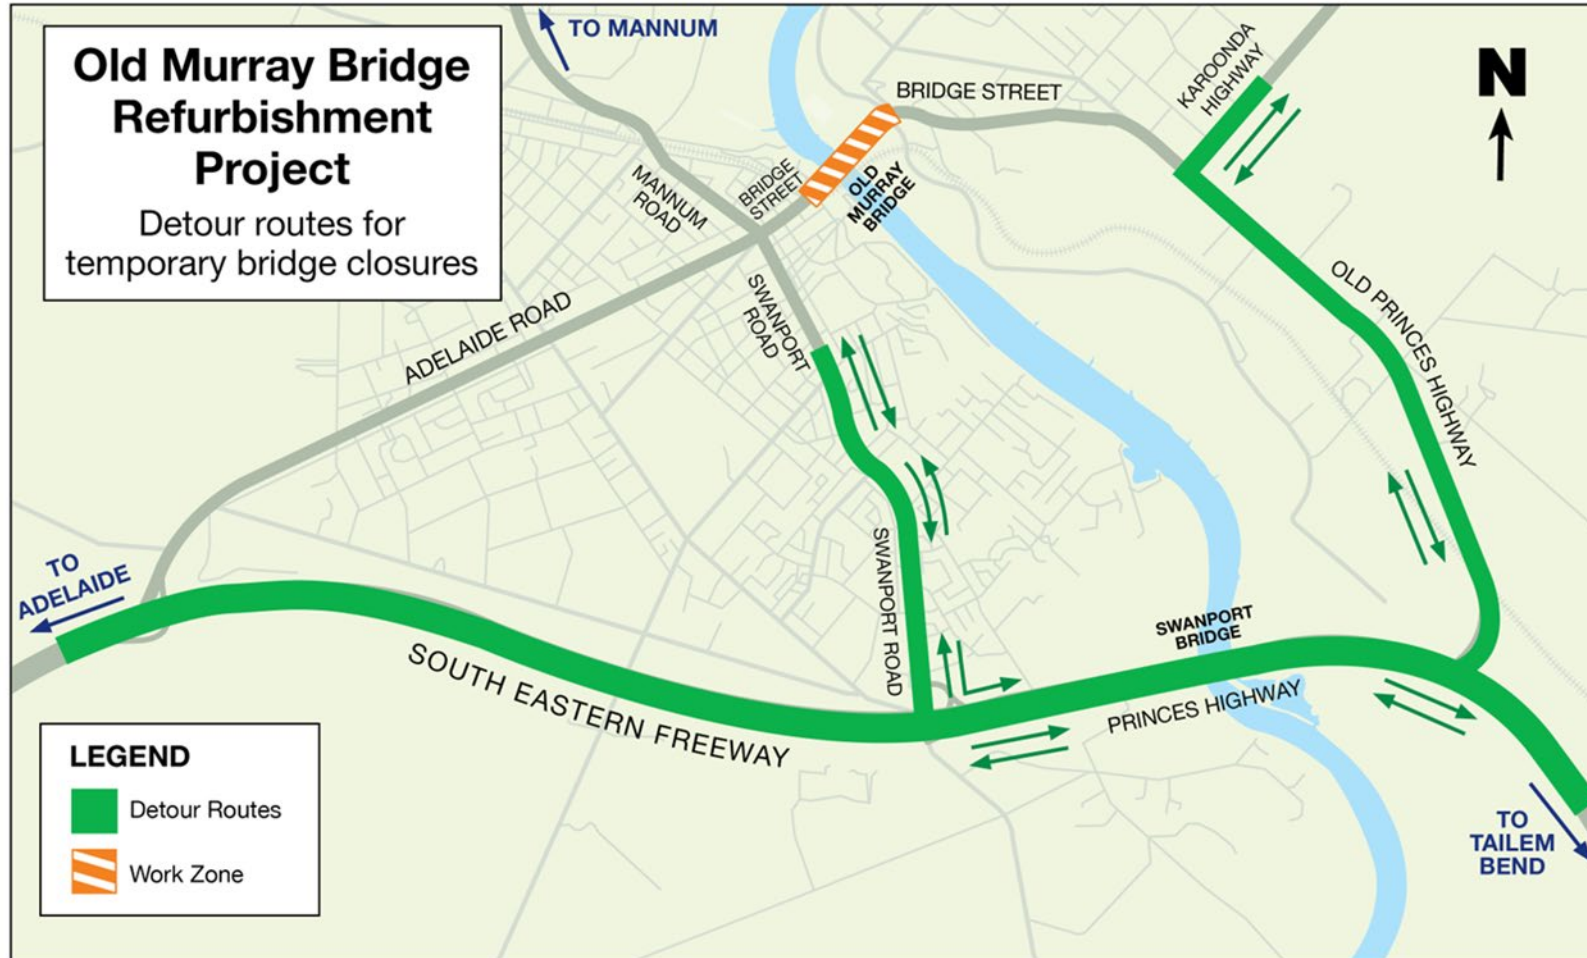 Old Murray Bridge
Refurbishment
Project
Detour routes for
temporary bridge closures
TO MANNUM
N
KAROONDA
HIGHWAY
BRIDGE STREET
BRIDGE
STREET
OLD
MURRAY
BRIDGE
MANNUM
ROAD
SWANPORT
ROAD
ADELAIDE ROAD
OLD PRINCES HIGHWAY
SWANPORT ROAD
TO
ADELAIDE
SWANPORT
BRIDGE
SOUTH EASTERN FREEWAY
PRINCES HIGHWAY
TO
TAILEM
BEND
LEGEND
Detour Routes
Work Zone